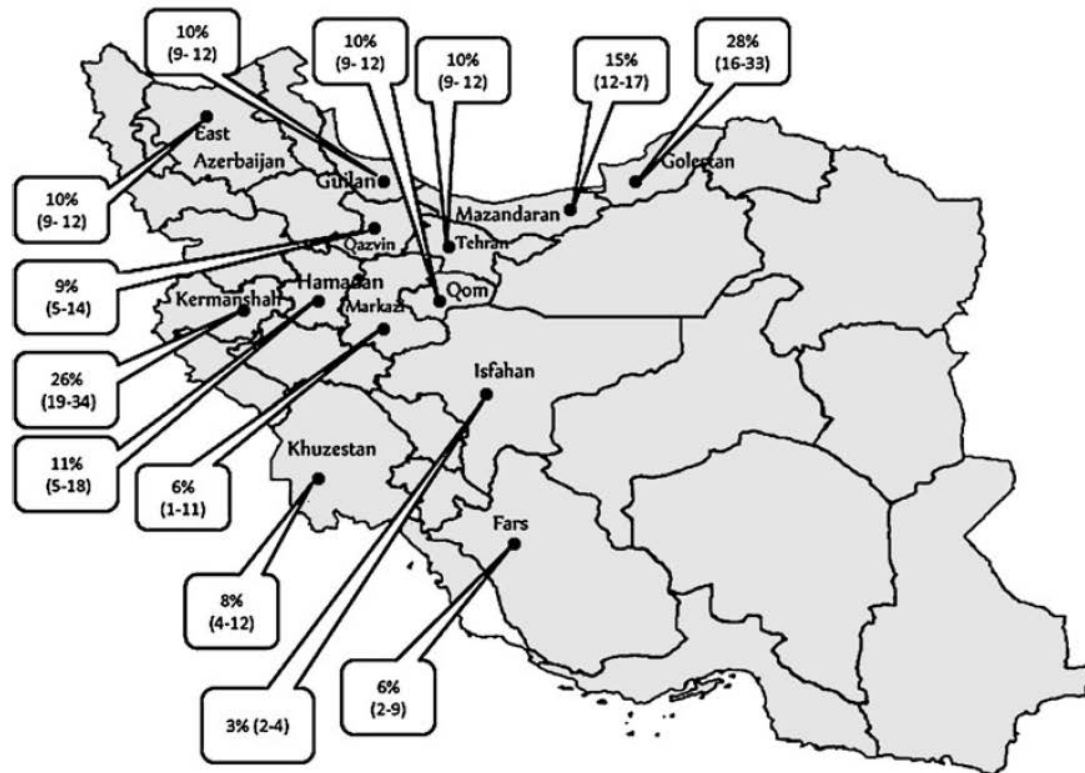 10%
(9- 12)
10%
(9- 12)
10%
(9- 12)
15%
(12-17)
28%
(16-33)
East
Azerbaijan
Guilan
Golestan
Mazandaran
10%
(9- 12)
Qazvin
Tehran
9%
(5-14)
Kermanshah
Hamadan
Markazi
Qom
26%
(19-34)
Isfahan
11%
(5-18)
6%
(1-11)
Khuzestan
Fars
8%
(4-12)
3% (2-4)
6%
(2-9)